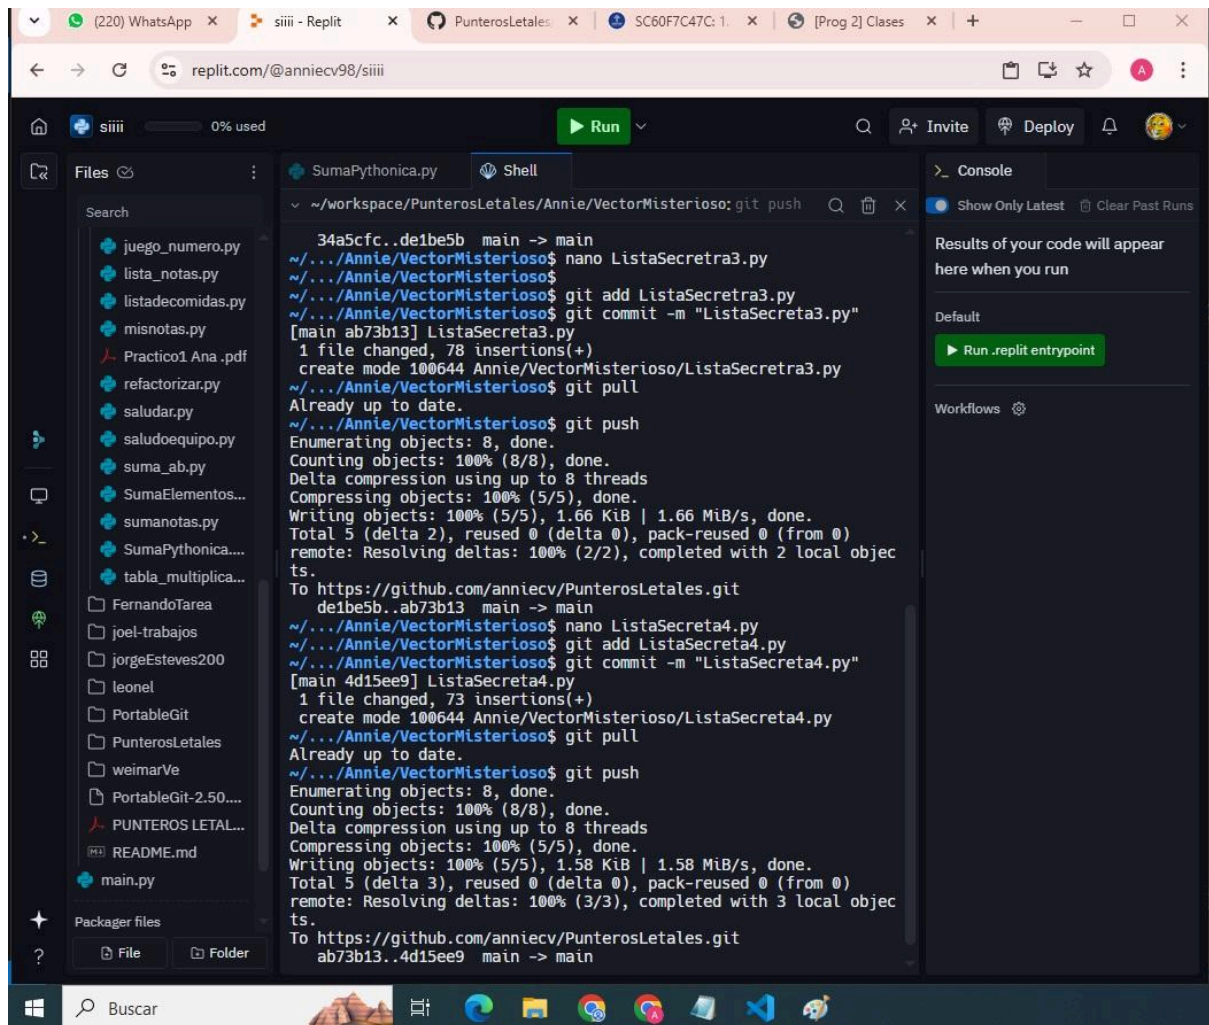 (220) WhatsApp
siiii - Replit
PunterosLetales
SC60F7C47C: 1.
[Prog 2] Clases
replit.com/@anniecv98/siiii
A
siiii
0% used
Run
Invite
Deploy
Files
SumaPythonica.py
Shell
Console
Search
~/workspace/PunterosLetales/Annie/VectorMisterioso: git push
Show Only Latest
Clear Past Runs
juego_numero.py
lista_notas.py
listadecomidas.py
misnotas.py
Practico1 Ana .pdf
refactorizar.py
saludar.py
saludoequipo.py
suma_ab.py
SumaElementos...
sumanotas.py
SumaPythonica....
tabla_multiplica...
FernandoTarea
joel-trabajos
jorgeEsteves200
leonel
PortableGit
PunterosLetales
weimarVe
PortableGit-2.50....
PUNTEROS LETAL...
README.md
main.py
Packager files
File
Folder
34a5cfc..de1be5b  main -> main
~/.../Annie/VectorMisterioso$ nano ListaSecretra3.py
~/.../Annie/VectorMisterioso$
~/.../Annie/VectorMisterioso$ git add ListaSecretra3.py
~/.../Annie/VectorMisterioso$ git commit -m "ListaSecreta3.py"
[main ab73b13] ListaSecreta3.py
1 file changed, 78 insertions(+)
create mode 100644 Annie/VectorMisterioso/ListaSecretra3.py
~/.../Annie/VectorMisterioso$ git pull
Already up to date.
~/.../Annie/VectorMisterioso$ git push
Enumerating objects: 8, done.
Counting objects: 100% (8/8), done.
Delta compression using up to 8 threads
Compressing objects: 100% (5/5), done.
Writing objects: 100% (5/5), 1.66 KiB | 1.66 MiB/s, done.
Total 5 (delta 2), reused 0 (delta 0), pack-reused 0 (from 0)
remote: Resolving deltas: 100% (2/2), completed with 2 local objec
ts.
To https://github.com/anniecv/PunterosLetales.git
de1be5b..ab73b13  main -> main
~/.../Annie/VectorMisterioso$ nano ListaSecreta4.py
~/.../Annie/VectorMisterioso$ git add ListaSecreta4.py
~/.../Annie/VectorMisterioso$ git commit -m "ListaSecreta4.py"
[main 4d15ee9] ListaSecreta4.py
1 file changed, 73 insertions(+)
create mode 100644 Annie/VectorMisterioso/ListaSecreta4.py
~/.../Annie/VectorMisterioso$ git pull
Already up to date.
~/.../Annie/VectorMisterioso$ git push
Enumerating objects: 8, done.
Counting objects: 100% (8/8), done.
Delta compression using up to 8 threads
Compressing objects: 100% (5/5), done.
Writing objects: 100% (5/5), 1.58 KiB | 1.58 MiB/s, done.
Total 5 (delta 3), reused 0 (delta 0), pack-reused 0 (from 0)
remote: Resolving deltas: 100% (3/3), completed with 3 local objec
ts.
To https://github.com/anniecv/PunterosLetales.git
ab73b13..4d15ee9  main -> main
Results of your code will appear
here when you run
Default
Run .replit entrypoint
Workflows
Buscar